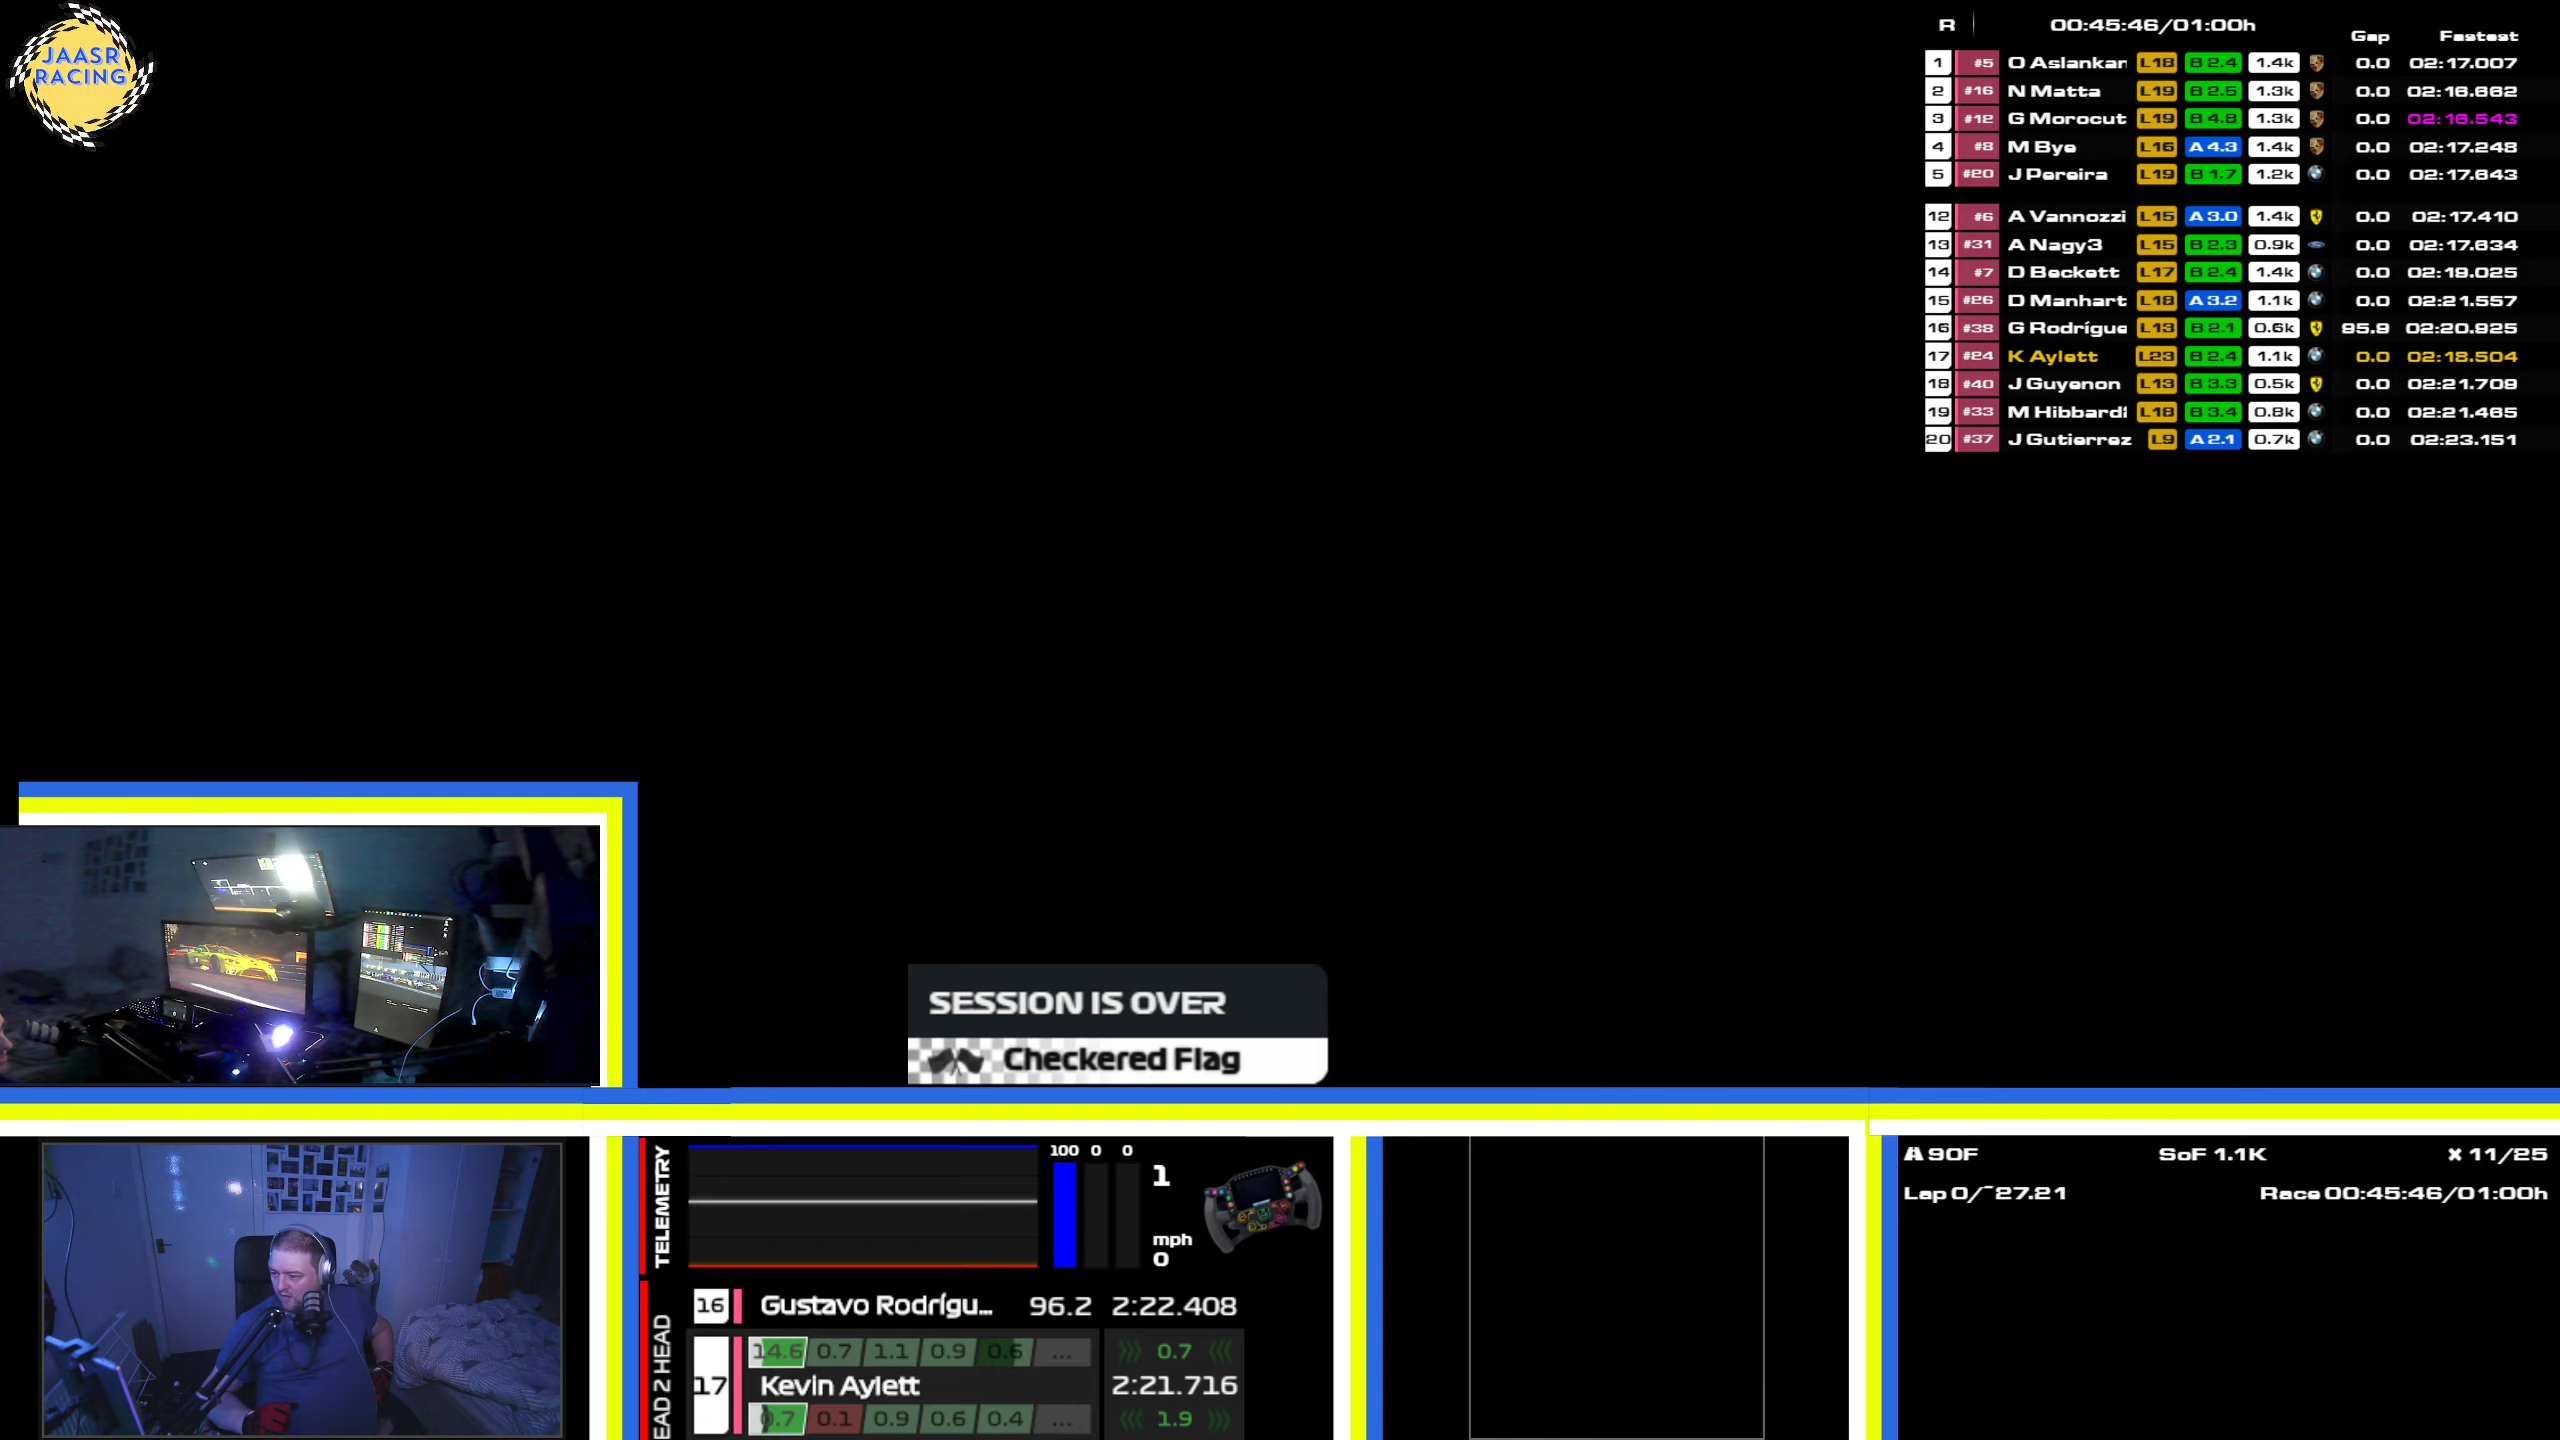 JAASR
RACING
R 00:45:46/01:00h Gap Fastest
1 #5 O Aslankar L18 B 2.4 1.4k 0.0 02:17.007
2 #16 N Matta L19 B 2.5 1.3k 0.0 02:16.662
3 #12 G Morocut L19 B 4.8 1.3k 0.0 02:16.543
4 #8 M Bye L16 A 4.3 1.4k 0.0 02:17.248
5 #20 J Pereira L19 B 1.7 1.2k 0.0 02:17.643
12 #6 A Vannozzi L15 A 3.0 1.4k 0.0 02:17.410
13 #31 A Nagy3 L15 B 2.3 0.9k 0.0 02:17.634
14 #7 D Beckett L17 B 2.4 1.4k 0.0 02:19.025
15 #26 D Manhart L18 A 3.2 1.1k 0.0 02:21.557
16 #38 G Rodrígue L13 B 2.1 0.6k 95.9 02:20.925
17 #24 K Aylett L23 B 2.4 1.1k 0.0 02:18.504
18 #40 J Guyenon L13 B 3.3 0.5k 0.0 02:21.709
19 #33 M Hibbard L18 B 3.4 0.8k 0.0 02:21.465
20 #37 J Gutierrez L9 A 2.1 0.7k 0.0 02:23.151
SESSION IS OVER
Checkered Flag
TELEMETRY
100 0 0
1
mph
0
EAD 2 HEAD
16 Gustavo Rodrígu... 96.2 2:22.408
14.6 0.7 1.1 0.9 0.6 ... 0.7
17 Kevin Aylett 2:21.716
0.7 0.1 0.9 0.6 0.4 ... 1.9
90F SoF 1.1K 11/25
Lap 0/~27.21 Race 00:45:46/01:00h